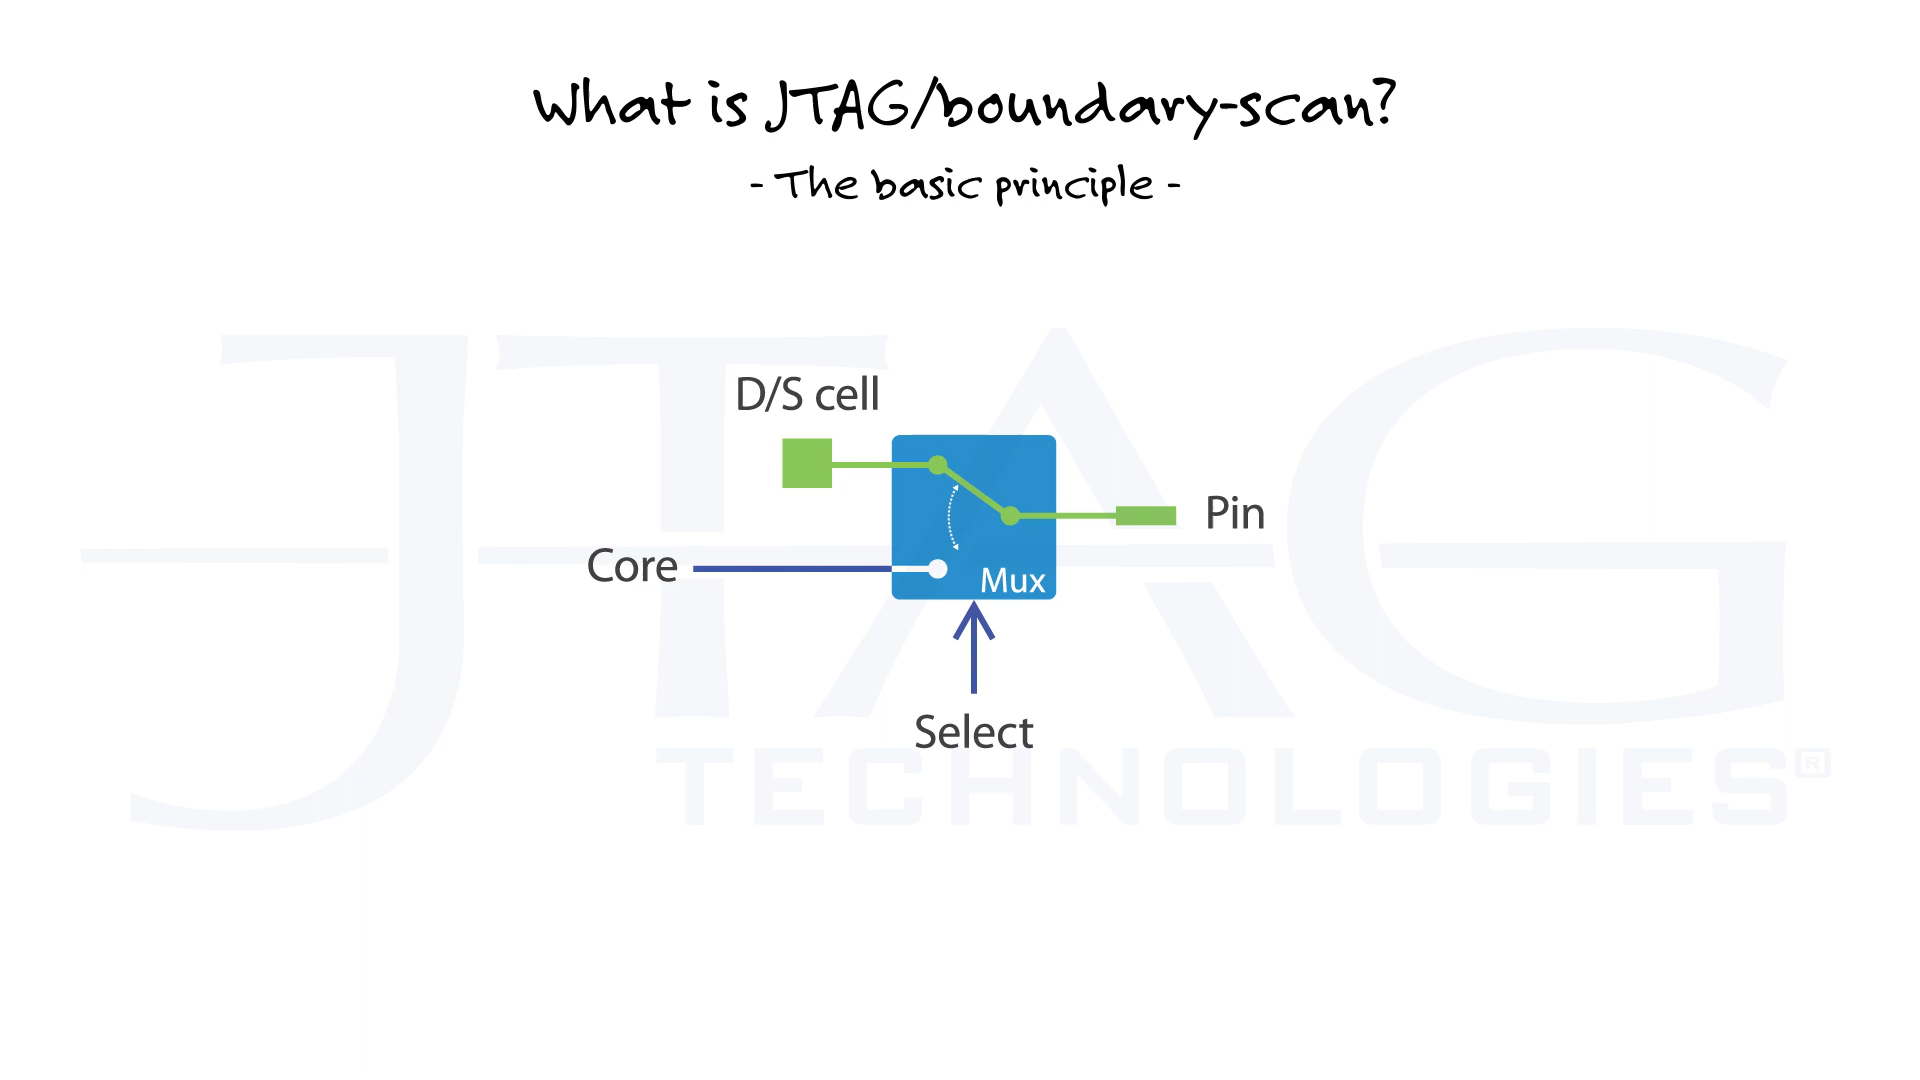 What is JTAG/boundary-scan?
- The basic principle -
D/S cell
Pin
Core
Mux
Select
JTAG
TECHNOLOGIES®